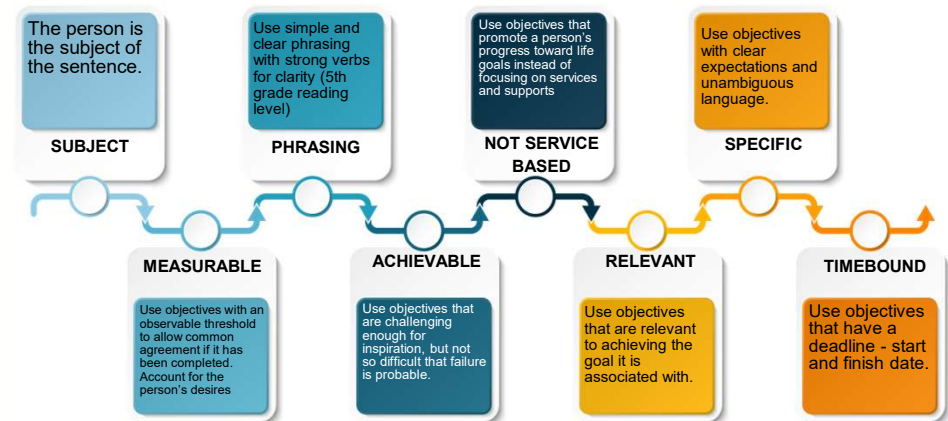 The person is
the subject of
the sentence.
SUBJECT
MEASURABLE
Use objectives with an
observable threshold
to allow common
agreement if it has
been completed.
Account for the
person's desires
Use simple and
clear phrasing
with strong verbs
for clarity (5th
grade reading
level)
PHRASING
ACHIEVABLE
Use objectives that
are challenging
enough for
inspiration, but not
so difficult that failure
is probable.
Use objectives that
promote a person's
progress toward life
goals instead of
focusing on services
and supports
NOT SERVICE
BASED
RELEVANT
Use objectives
that are relevant
to achieving the
goal it is
associated with.
Use objectives
with clear
expectations and
unambiguous
language.
SPECIFIC
TIMEBOUND
Use objectives
that have a
deadline - start
and finish date.